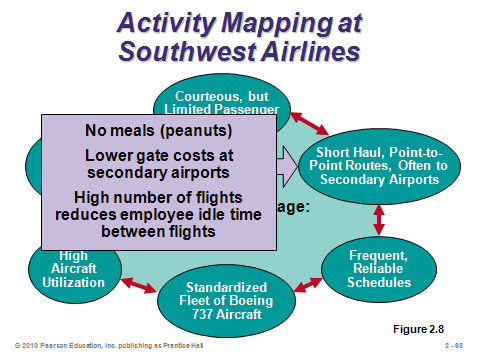 Activity Mapping at
Southwest Airlines
Courteous, but
Limited Passenger
No meals (peanuts)
Lower gate costs at
secondary airports
High number of flights
reduces employee idle time
between flights
Short Haul, Point-to-
Point Routes, Often to
Secondary Airports
age:
High
Aircraft
Utilization
Standardized
Fleet of Boeing
737 Aircraft
Frequent,
Reliable
Schedules
Figure 2.8
© 2010 Pearson Education, Inc. publishing as Prentice Hall
2 - 68